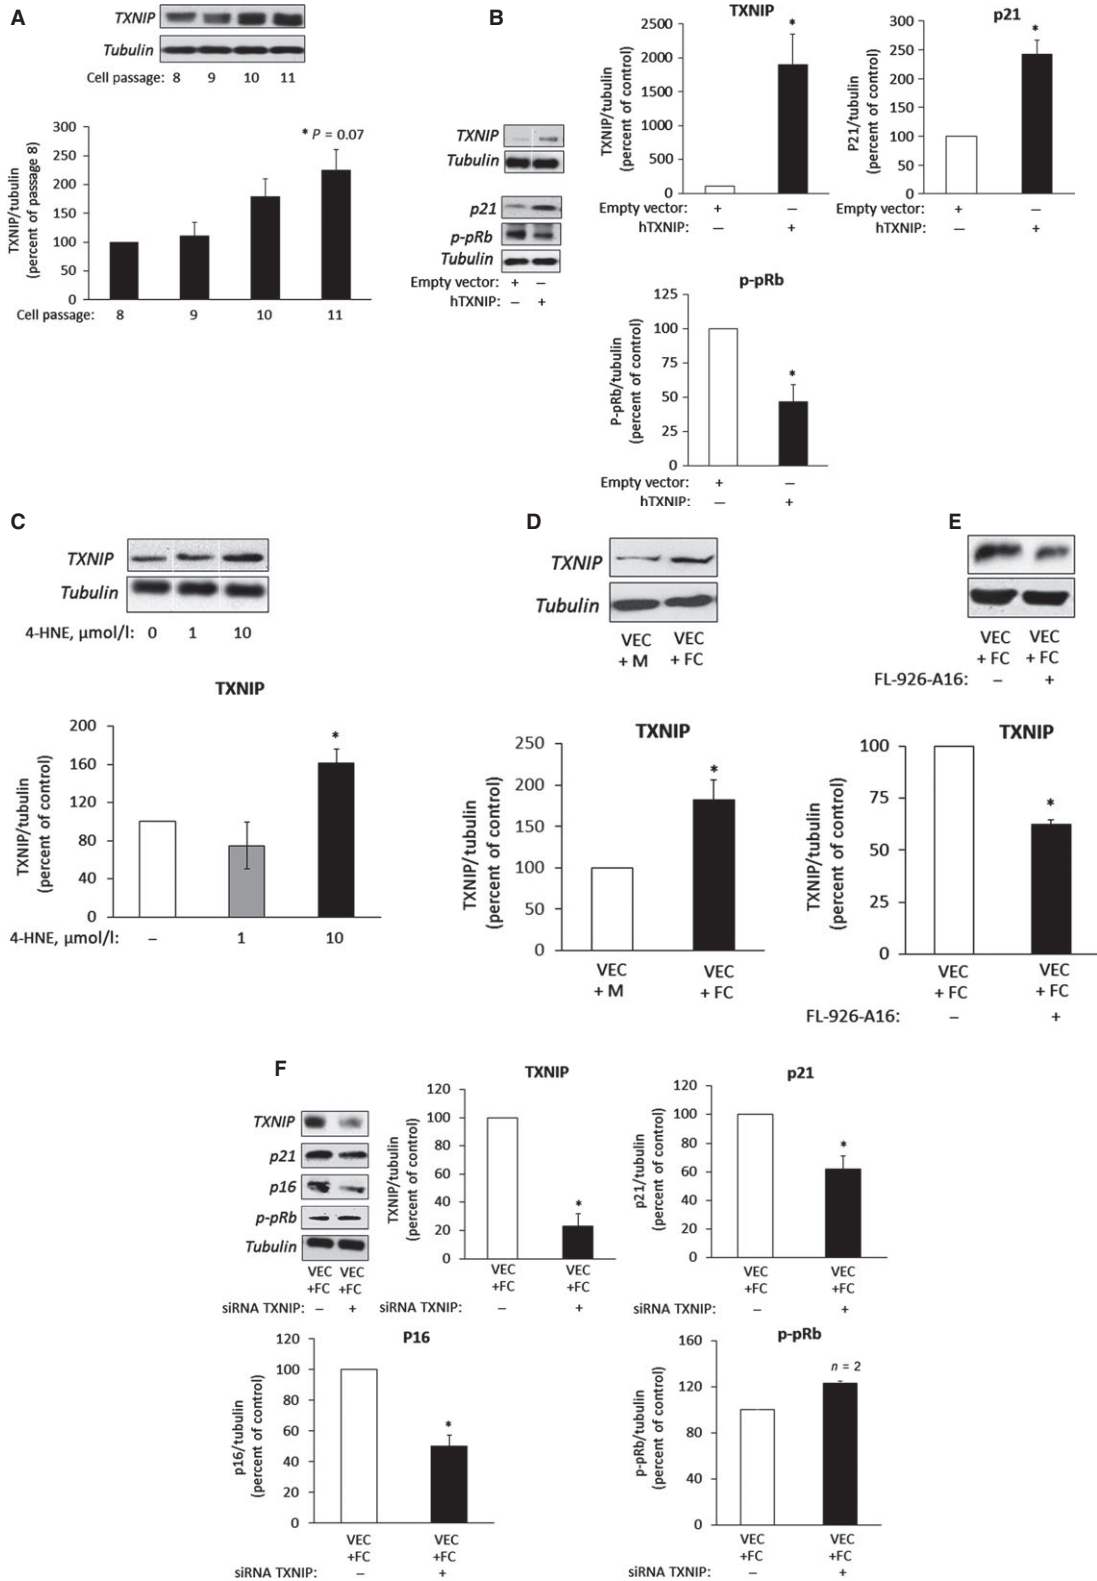 A
TXNIP
Tubulin
Cell passage: 8 9 10 11
300
250
200
150
100
50
0
TXNIP/tubulin
(percent of passage 8)
* P = 0.07
Cell passage: 8 9 10 11
B
TXNIP
Tubulin
p21
p-pRb
Tubulin
Empty vector: + –
hTXNIP: – +
TXNIP
2500
2000
1500
1000
500
0
TXNIP/tubulin
(percent of control)
*
Empty vector: + –
hTXNIP: – +
p21
300
250
200
150
100
50
0
P21/tubulin
(percent of control)
*
Empty vector: + –
hTXNIP: – +
p-pRb
125
100
75
50
25
0
P-pRb/tubulin
(percent of control)
*
Empty vector: + –
hTXNIP: – +
C
TXNIP
Tubulin
4-HNE, μmol/l: 0 1 10
TXNIP
200
160
120
80
40
0
TXNIP/tubulin
(percent of control)
*
4-HNE, μmol/l: – 1 10
D
TXNIP
Tubulin
VEC VEC
+ M + FC
TXNIP
250
200
150
100
50
0
TXNIP/tubulin
(percent of control)
*
VEC VEC
+ M + FC
E
VEC VEC
+ FC + FC
FL-926-A16: – +
TXNIP
100
75
50
25
0
TXNIP/tubulin
(percent of control)
*
VEC VEC
+ FC + FC
FL-926-A16: – +
F
TXNIP
p21
p16
p-pRb
Tubulin
VEC VEC
+FC +FC
siRNA TXNIP: – +
TXNIP
120
100
80
60
40
20
0
TXNIP/tubulin
(percent of control)
*
VEC VEC
+FC +FC
siRNA TXNIP: – +
p21
120
100
80
60
40
20
0
p21/tubulin
(percent of control)
*
VEC VEC
+FC +FC
siRNA TXNIP: – +
P16
120
100
80
60
40
20
0
p16/tubulin
(percent of control)
*
VEC VEC
+FC +FC
siRNA TXNIP: – +
p-pRb
160
120
80
40
0
p-pRb/tubulin
(percent of control)
n = 2
VEC VEC
+FC +FC
siRNA TXNIP: – +